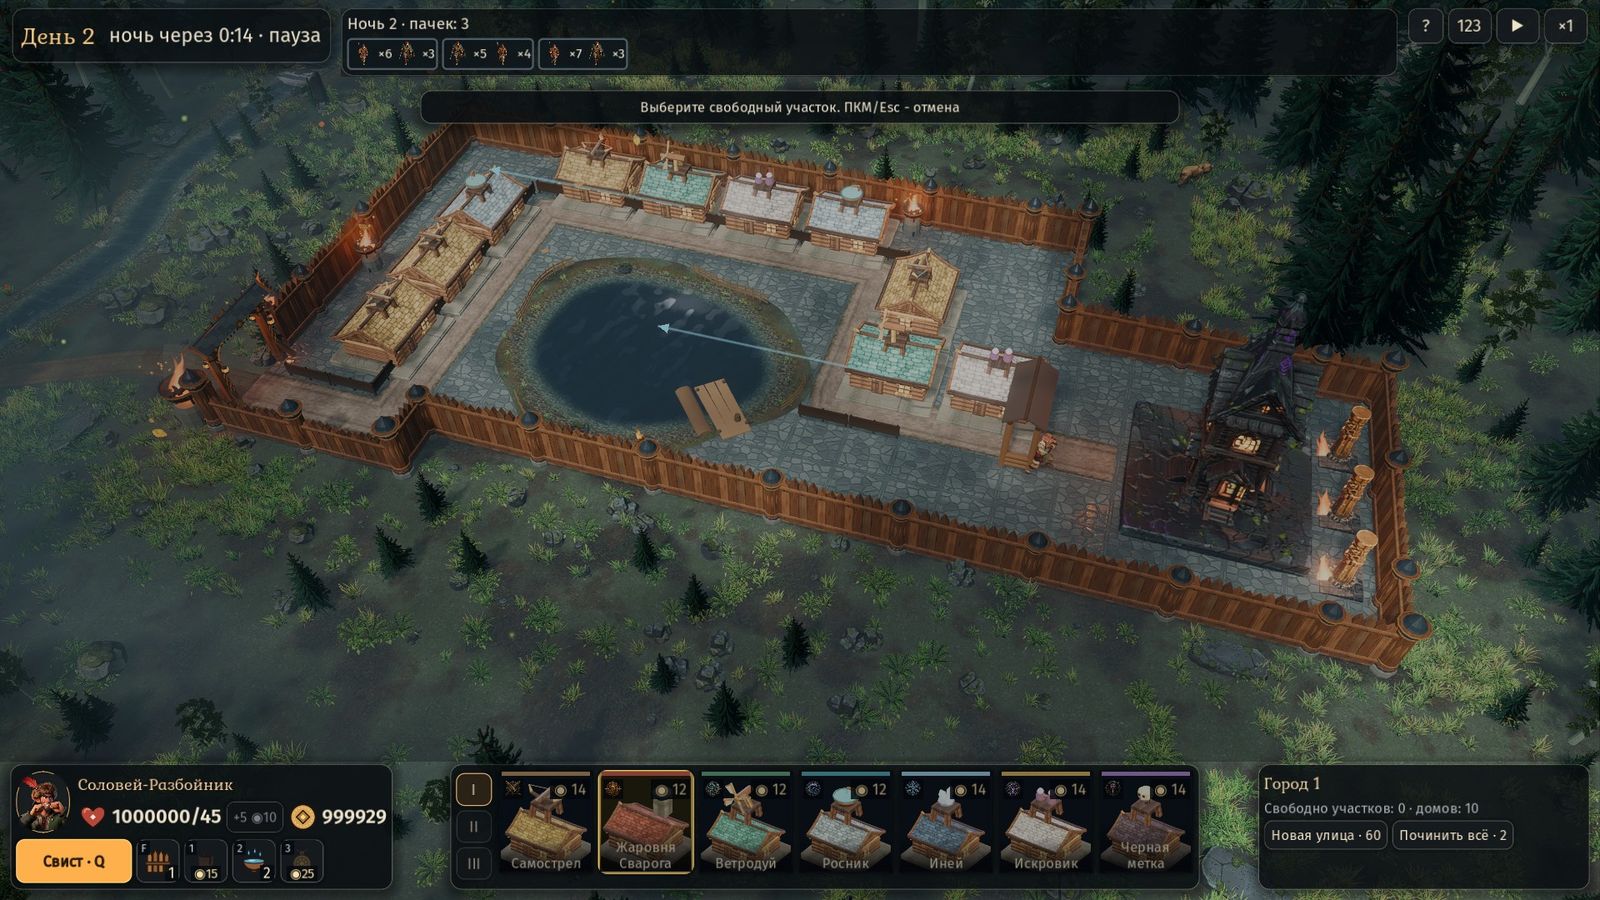 День 2 ночь через 0:14 · пауза
Ночь 2 · пачек: 3
×6 ×3 ×5 ×4 ×7 ×3
? 123 ▶ ×1
Выберите свободный участок. ПКМ/Esc - отмена
Соловей-Разбойник
1000000/45 +5 10 999929
Свист · Q
F 1
1 15
2 2
3 25
I
II
III
14 Самострел
12 Жаровня
Сварога
12 Ветродуй
12 Росник
14 Иней
14 Искровик
14 Черная
метка
Город 1
Свободно участков: 0 · домов: 10
Новая улица · 60 Починить всё · 2